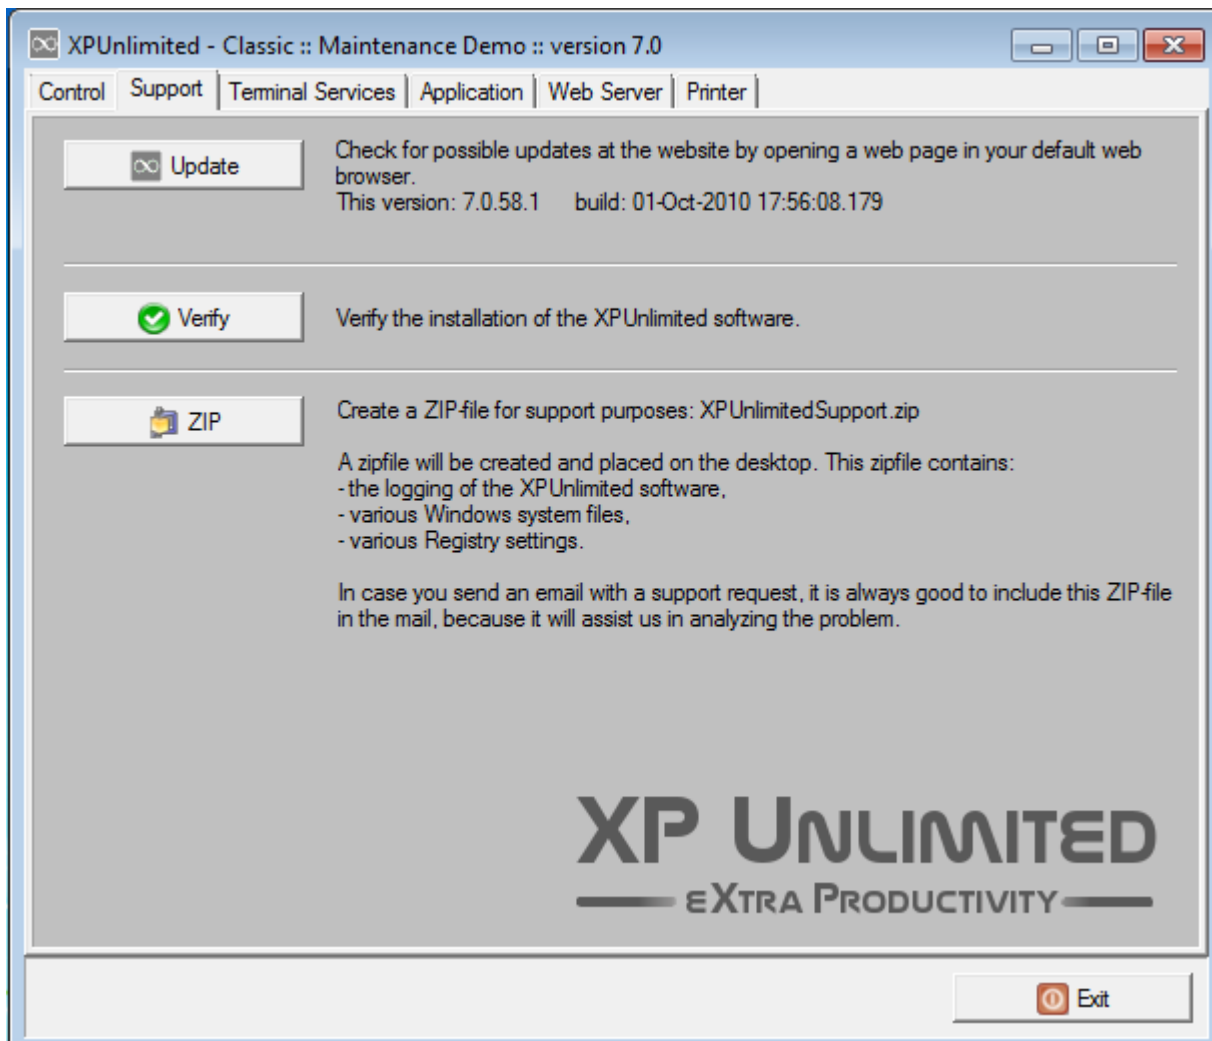 XPUnlimited - Classic :: Maintenance Demo :: version 7.0
Control Support Terminal Services Application Web Server Printer
Update
Check for possible updates at the website by opening a web page in your default web
browser.
This version: 7.0.58.1 build: 01-Oct-2010 17:56:08.179
Verify
Verify the installation of the XPUnlimited software.
ZIP
Create a ZIP-file for support purposes: XPUnlimitedSupport.zip
A zipfile will be created and placed on the desktop. This zipfile contains:
- the logging of the XPUnlimited software,
- various Windows system files,
- various Registry settings.
In case you send an email with a support request, it is always good to include this ZIP-file
in the mail, because it will assist us in analyzing the problem.
XP UNLIMITED
EXTRA PRODUCTIVITY
Exit